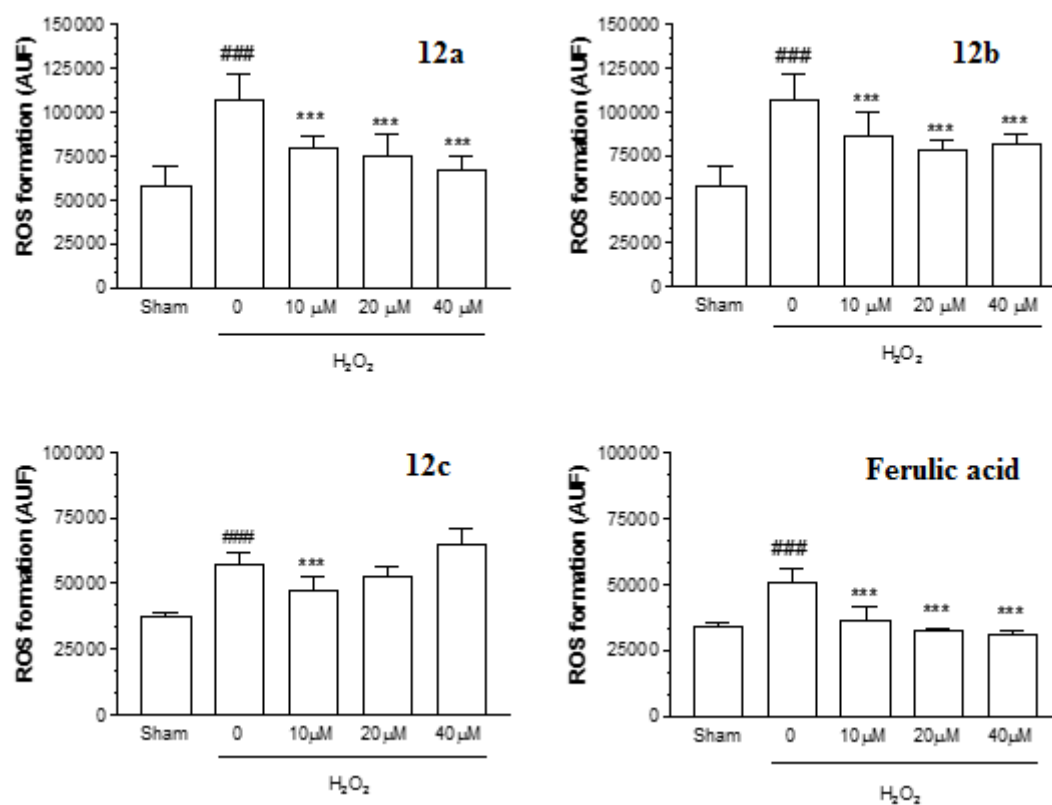 12a
ROS formation (AUF)
150000
125000
100000
75000
50000
25000
0
###
***
***
***
Sham 0 10 µM 20 µM 40 µM
H₂O₂
12b
ROS formation (AUF)
150000
125000
100000
75000
50000
25000
0
###
***
***
***
Sham 0 10 µM 20 µM 40 µM
H₂O₂
12c
ROS formation (AUF)
100000
75000
50000
25000
0
###
***
Sham 0 10µM 20µM 40µM
H₂O₂
Ferulic acid
ROS formation (AUF)
100000
75000
50000
25000
0
###
***
***
***
Sham 0 10µM 20µM 40µM
H₂O₂